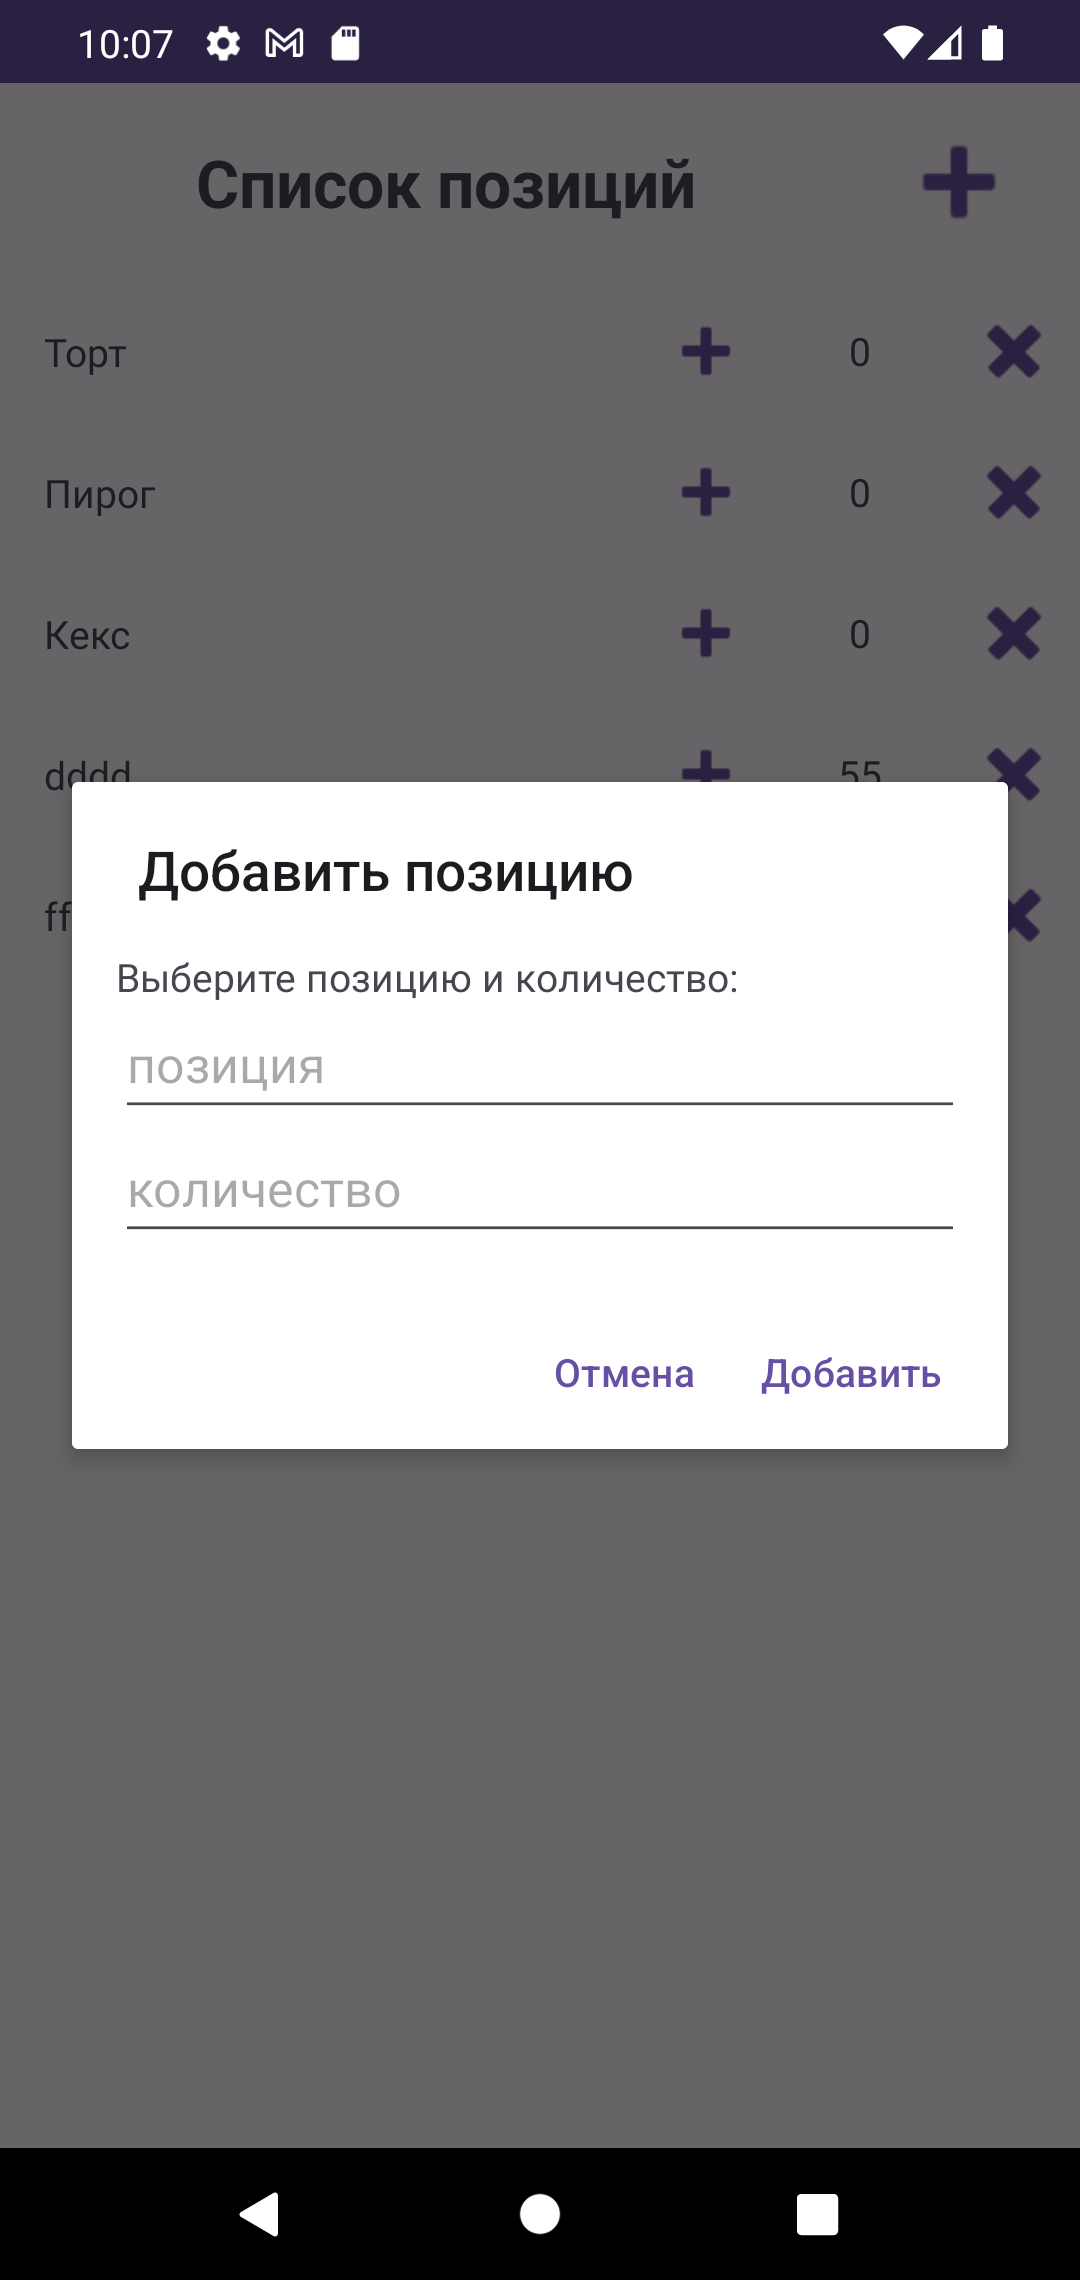 10:07
Список позиций
Торт 0
Пирог 0
Кекс 0
dddd 55
ff
Добавить позицию
Выберите позицию и количество:
позиция
количество
Отмена Добавить